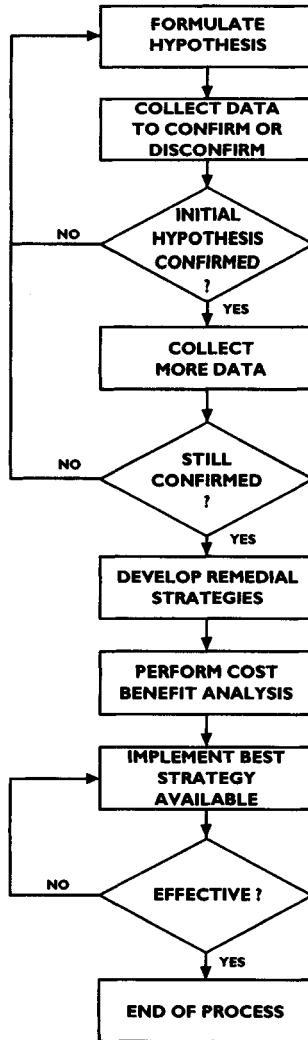 FORMULATE
HYPOTHESIS
COLLECT DATA
TO CONFIRM OR
DISCONFIRM
INITIAL
HYPOTHESIS
CONFIRMED
?
NO
YES
COLLECT
MORE DATA
STILL
CONFIRMED
?
NO
YES
DEVELOP REMEDIAL
STRATEGIES
PERFORM COST
BENEFIT ANALYSIS
IMPLEMENT BEST
STRATEGY
AVAILABLE
EFFECTIVE ?
NO
YES
END OF PROCESS